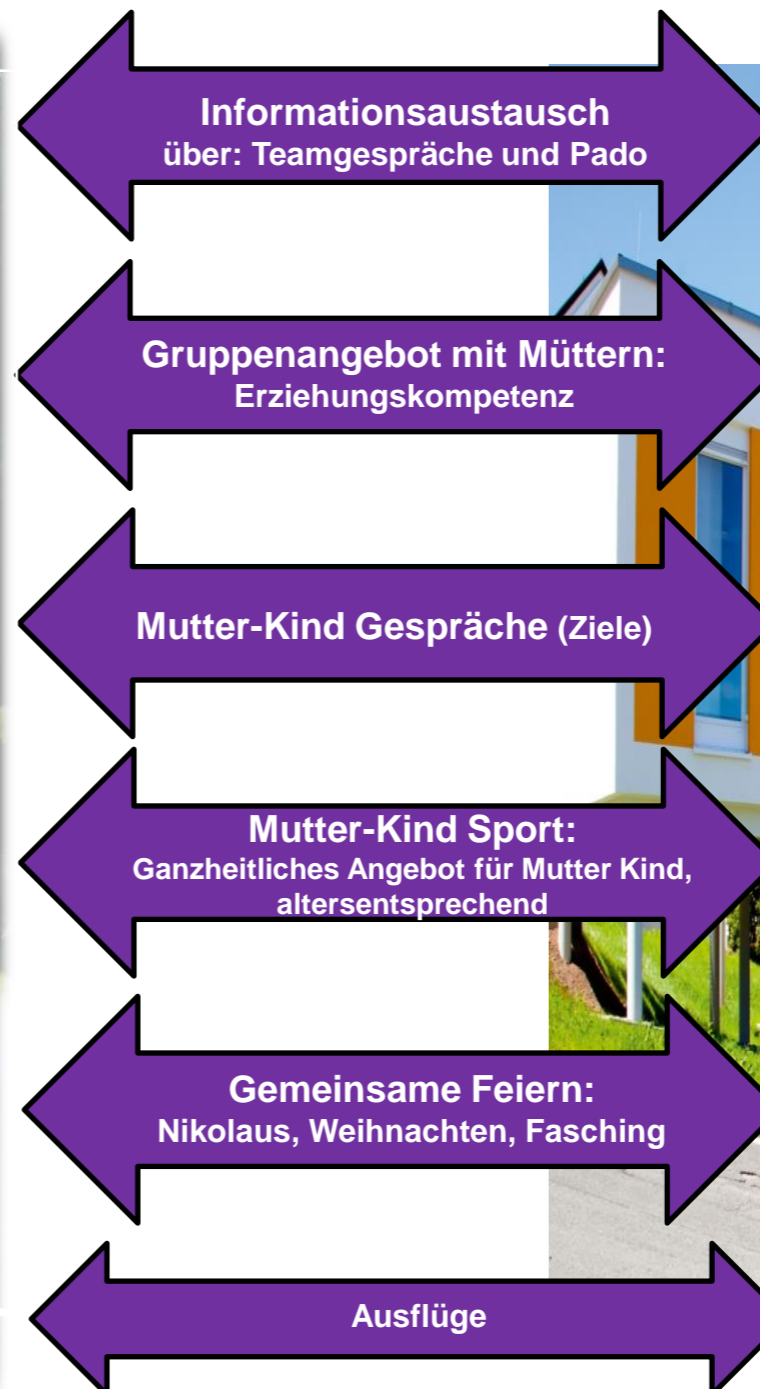 Informationsaustausch
über: Teamgespräche und Pado
Gruppenangebot mit Müttern:
Erziehungskompetenz
Mutter-Kind Gespräche (Ziele)
Mutter-Kind Sport:
Ganzheitliches Angebot für Mutter Kind,
altersentsprechend
Gemeinsame Feiern:
Nikolaus, Weihnachten, Fasching
Ausflüge